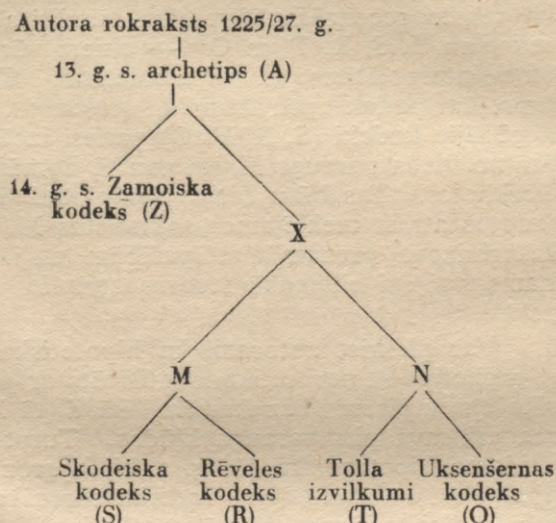 Autora rokraksts 1225/27. g.
13. g. s. archetips (A)
14. g. s. Zamoiska
kodeks (Z)
X
M N
Skodeiska Rēveles Tolla Uksenšernas
kodeks kodeks izvilkumi kodeks
(S) (R) (T) (O)